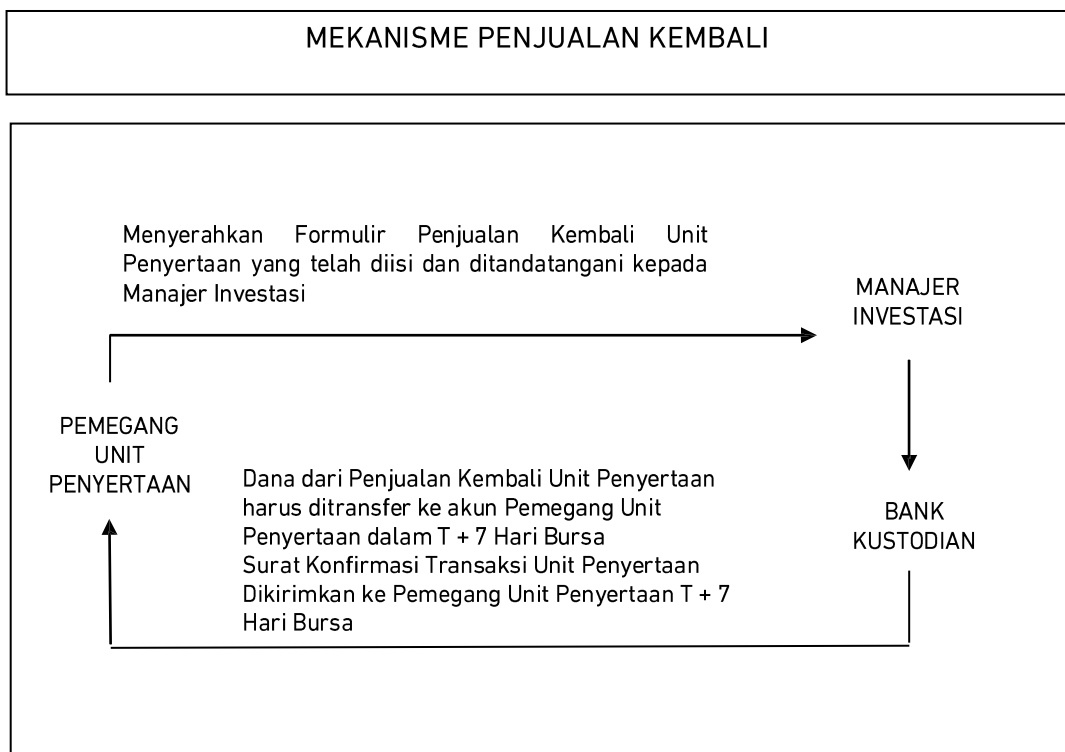 MEKANISME PENJUALAN KEMBALI
Menyerahkan Formulir Penjualan Kembali Unit
Penyertaan yang telah diisi dan ditandatangani kepada
Manajer Investasi
MANAJER
INVESTASI
PEMEGANG
UNIT
PENYERTAAN
Dana dari Penjualan Kembali Unit Penyertaan
harus ditransfer ke akun Pemegang Unit
Penyertaan dalam T + 7 Hari Bursa
Surat Konfirmasi Transaksi Unit Penyertaan
Dikirimkan ke Pemegang Unit Penyertaan T + 7
Hari Bursa
BANK
KUSTODIAN